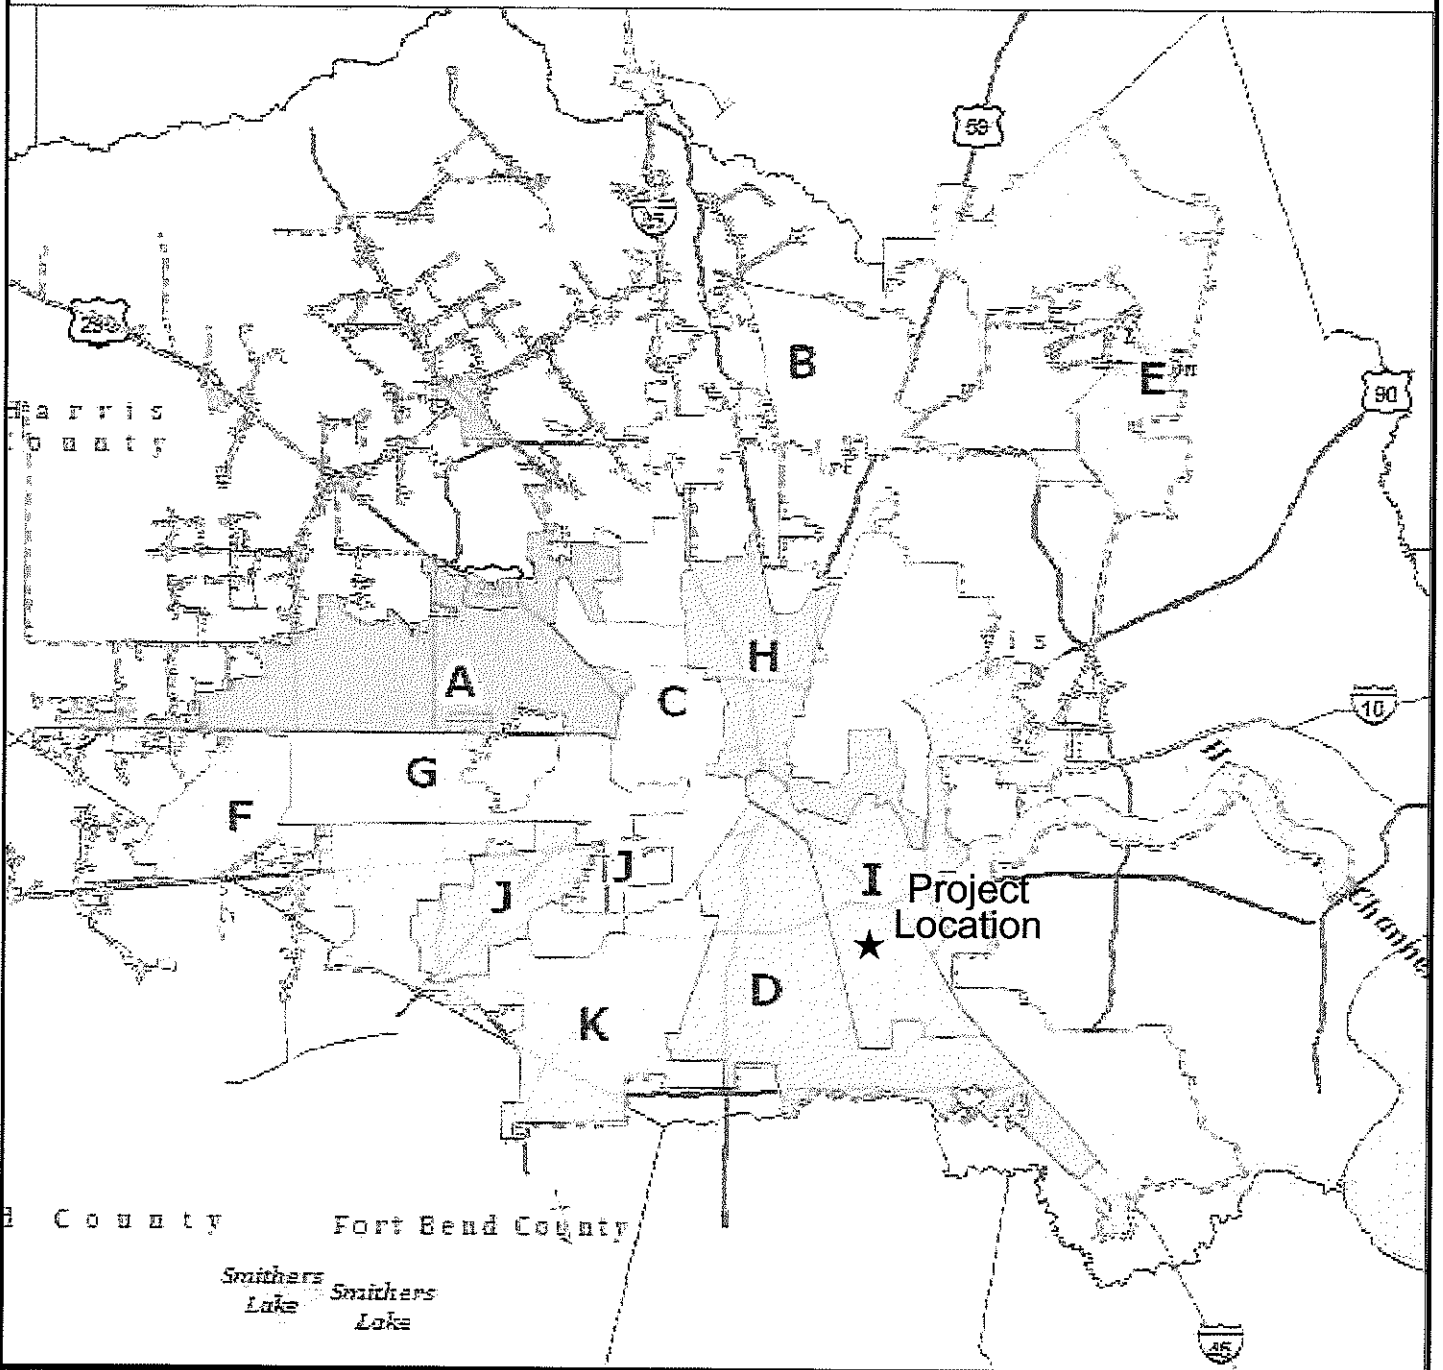 59
45
290
B
E
90
Harris
County
H
A
C
10
G
F
J
J
I
Project
Location
D
K
County
Fort Bend County
Smithers
Lake
Smithers
Lake
45